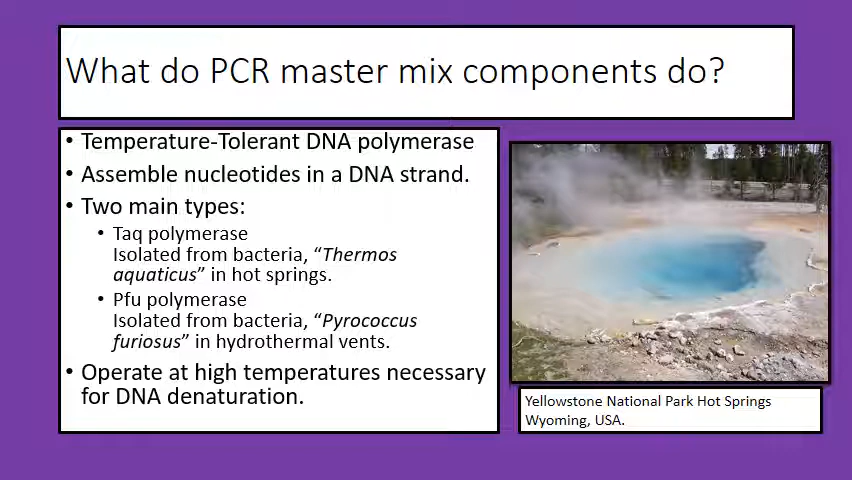 What do PCR master mix components do?
• Temperature-Tolerant DNA polymerase
• Assemble nucleotides in a DNA strand.
• Two main types:
• Taq polymerase
Isolated from bacteria, “Thermos
aquaticus” in hot springs.
• Pfu polymerase
Isolated from bacteria, “Pyrococcus
furiosus” in hydrothermal vents.
• Operate at high temperatures necessary
for DNA denaturation.
Yellowstone National Park Hot Springs
Wyoming, USA.